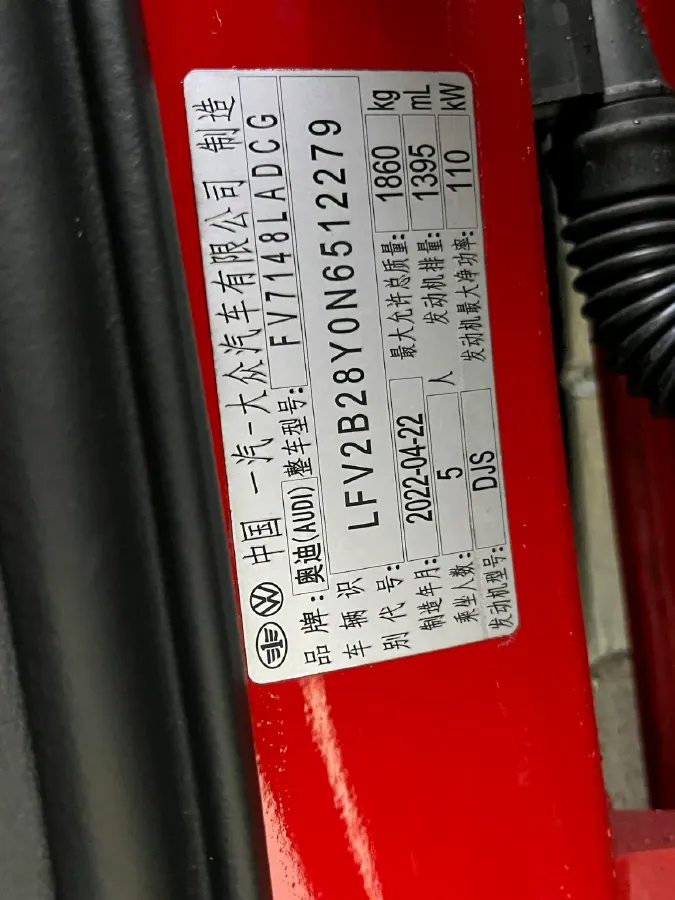 中国 一汽-大众汽车有限公司 制造
品牌:奥迪(AUDI) 整车型号: FV7148LADCG
车辆识别代号: LFV2B28Y0N6512279
制造年月: 2022-04-22 最大允许总质量: 1860 kg
乘坐人数: 5 人 发动机排量: 1395 mL
发动机型号: DJS 发动机最大净功率: 110 kW